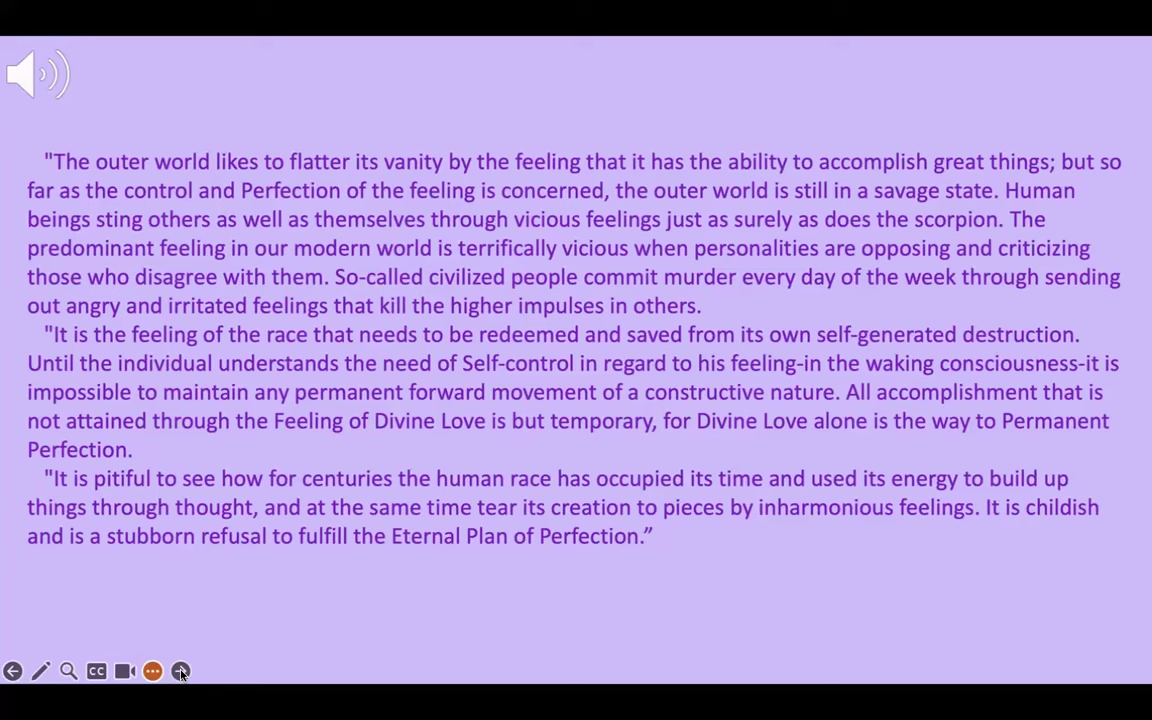 "The outer world likes to flatter its vanity by the feeling that it has the ability to accomplish great things; but so
far as the control and Perfection of the feeling is concerned, the outer world is still in a savage state. Human
beings sting others as well as themselves through vicious feelings just as surely as does the scorpion. The
predominant feeling in our modern world is terrifically vicious when personalities are opposing and criticizing
those who disagree with them. So-called civilized people commit murder every day of the week through sending
out angry and irritated feelings that kill the higher impulses in others.
"It is the feeling of the race that needs to be redeemed and saved from its own self-generated destruction.
Until the individual understands the need of Self-control in regard to his feeling-in the waking consciousness-it is
impossible to maintain any permanent forward movement of a constructive nature. All accomplishment that is
not attained through the Feeling of Divine Love is but temporary, for Divine Love alone is the way to Permanent
Perfection.
"It is pitiful to see how for centuries the human race has occupied its time and used its energy to build up
things through thought, and at the same time tear its creation to pieces by inharmonious feelings. It is childish
and is a stubborn refusal to fulfill the Eternal Plan of Perfection.”
CC